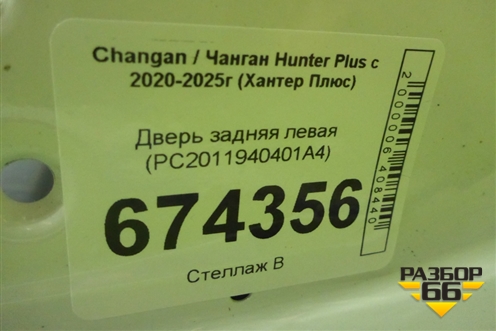 Changan / Чанган Hunter Plus с
2020-2025г (Хантер Плюс)
Дверь задняя левая
(PC2011940401A4)
674356
Стеллаж В
2000006408440
РАЗБОР
66